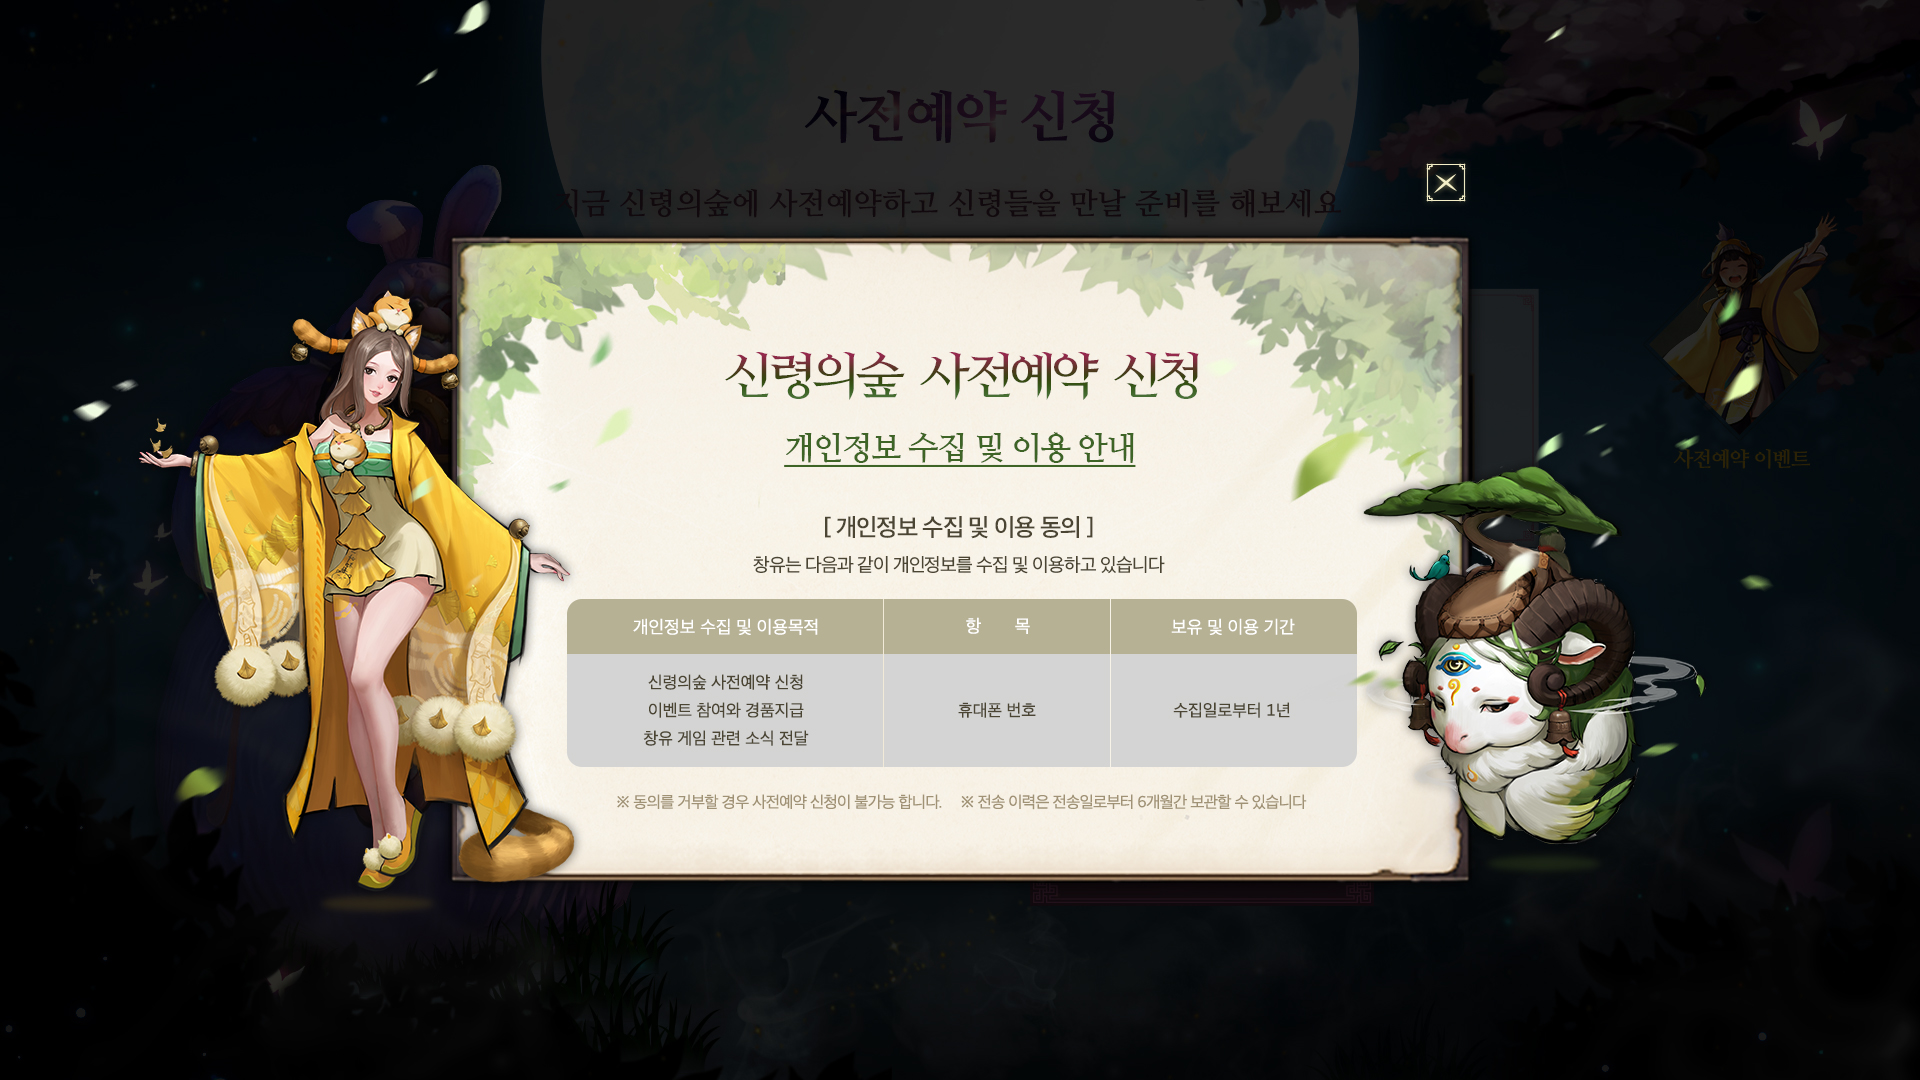 사전예약 신청
지금 신령의숲에 사전예약하고 신령들을 만날 준비를 해보세요
신령의숲 사전예약 신청
개인정보 수집 및 이용 안내
[ 개인정보 수집 및 이용 동의 ]
창유는 다음과 같이 개인정보를 수집 및 이용하고 있습니다
개인정보 수집 및 이용목적
항 목
보유 및 이용 기간
신령의숲 사전예약 신청
이벤트 참여와 경품지급
창유 게임 관련 소식 전달
휴대폰 번호
수집일로부터 1년
※ 동의를 거부할 경우 사전예약 신청이 불가능 합니다. ※ 전송 이력은 전송일로부터 6개월간 보관할 수 있습니다
사전예약 이벤트